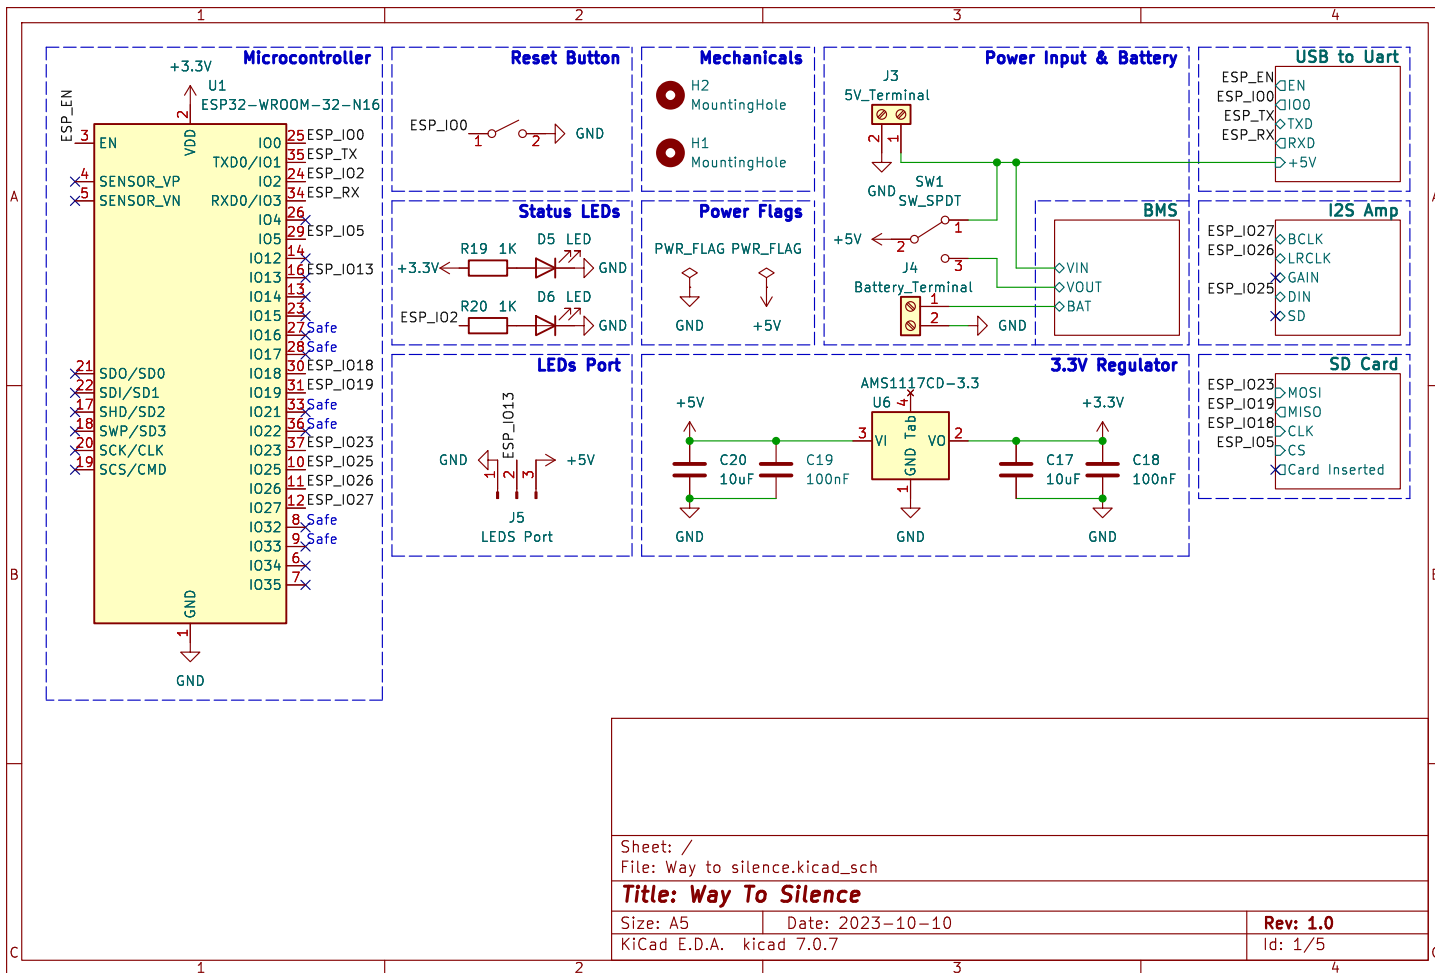 1 2 3 4
A
B
C
Microcontroller
+3.3V
U1
ESP32-WROOM-32-N16
ESP_EN
2
VDD
3 EN
4 SENSOR_VP
5 SENSOR_VN
21 SDO/SD0
22 SDI/SD1
17 SHD/SD2
18 SWP/SD3
20 SCK/CLK
19 SCS/CMD
IO0 25 ESP_IO0
TXD0/IO1 35 ESP_TX
IO2 24 ESP_IO2
RXD0/IO3 34 ESP_RX
IO4 26
IO5 29 ESP_IO5
IO12 14
IO13 16 ESP_IO13
IO14 13
IO15 23
IO16 27 Safe
IO17 28 Safe
IO18 30 ESP_IO18
IO19 31 ESP_IO19
IO21 33 Safe
IO22 36 Safe
IO23 37 ESP_IO23
IO25 10 ESP_IO25
IO26 11 ESP_IO26
IO27 12 ESP_IO27
IO32 8 Safe
IO33 9 Safe
IO34 6
IO35 7
GND
1
GND
Reset Button
ESP_IO0
1 2
GND
Status LEDs
R19 1K
D5 LED
+3.3V
GND
R20 1K
D6 LED
ESP_IO2
GND
LEDs Port
ESP_IO13
GND
+5V
1 2 3
J5
LEDS Port
Mechanicals
H2
MountingHole
H1
MountingHole
Power Flags
PWR_FLAG PWR_FLAG
GND
+5V
Power Input & Battery
J3
5V_Terminal
2 1
GND
SW1
SW_SPDT
+5V
2
1
3
J4
Battery_Terminal
1
2
GND
BMS
VIN
VOUT
BAT
3.3V Regulator
AMS1117CD-3.3
U6
4
+5V
+3.3V
3 VI
Tab
GND
VO 2
1
C20
10uF
C19
100nF
C17
10uF
C18
100nF
GND
GND
GND
USB to Uart
ESP_EN EN
ESP_IO0 IO0
ESP_TX TXD
ESP_RX RXD
+5V
I2S Amp
ESP_IO27 BCLK
ESP_IO26 LRCLK
GAIN
ESP_IO25 DIN
SD
SD Card
ESP_IO23 MOSI
ESP_IO19 MISO
ESP_IO18 CLK
ESP_IO5 CS
Card Inserted
Sheet: /
File: Way to silence.kicad_sch
Title: Way To Silence
Size: A5 Date: 2023-10-10 Rev: 1.0
KiCad E.D.A. kicad 7.0.7 Id: 1/5
1 2 3 4